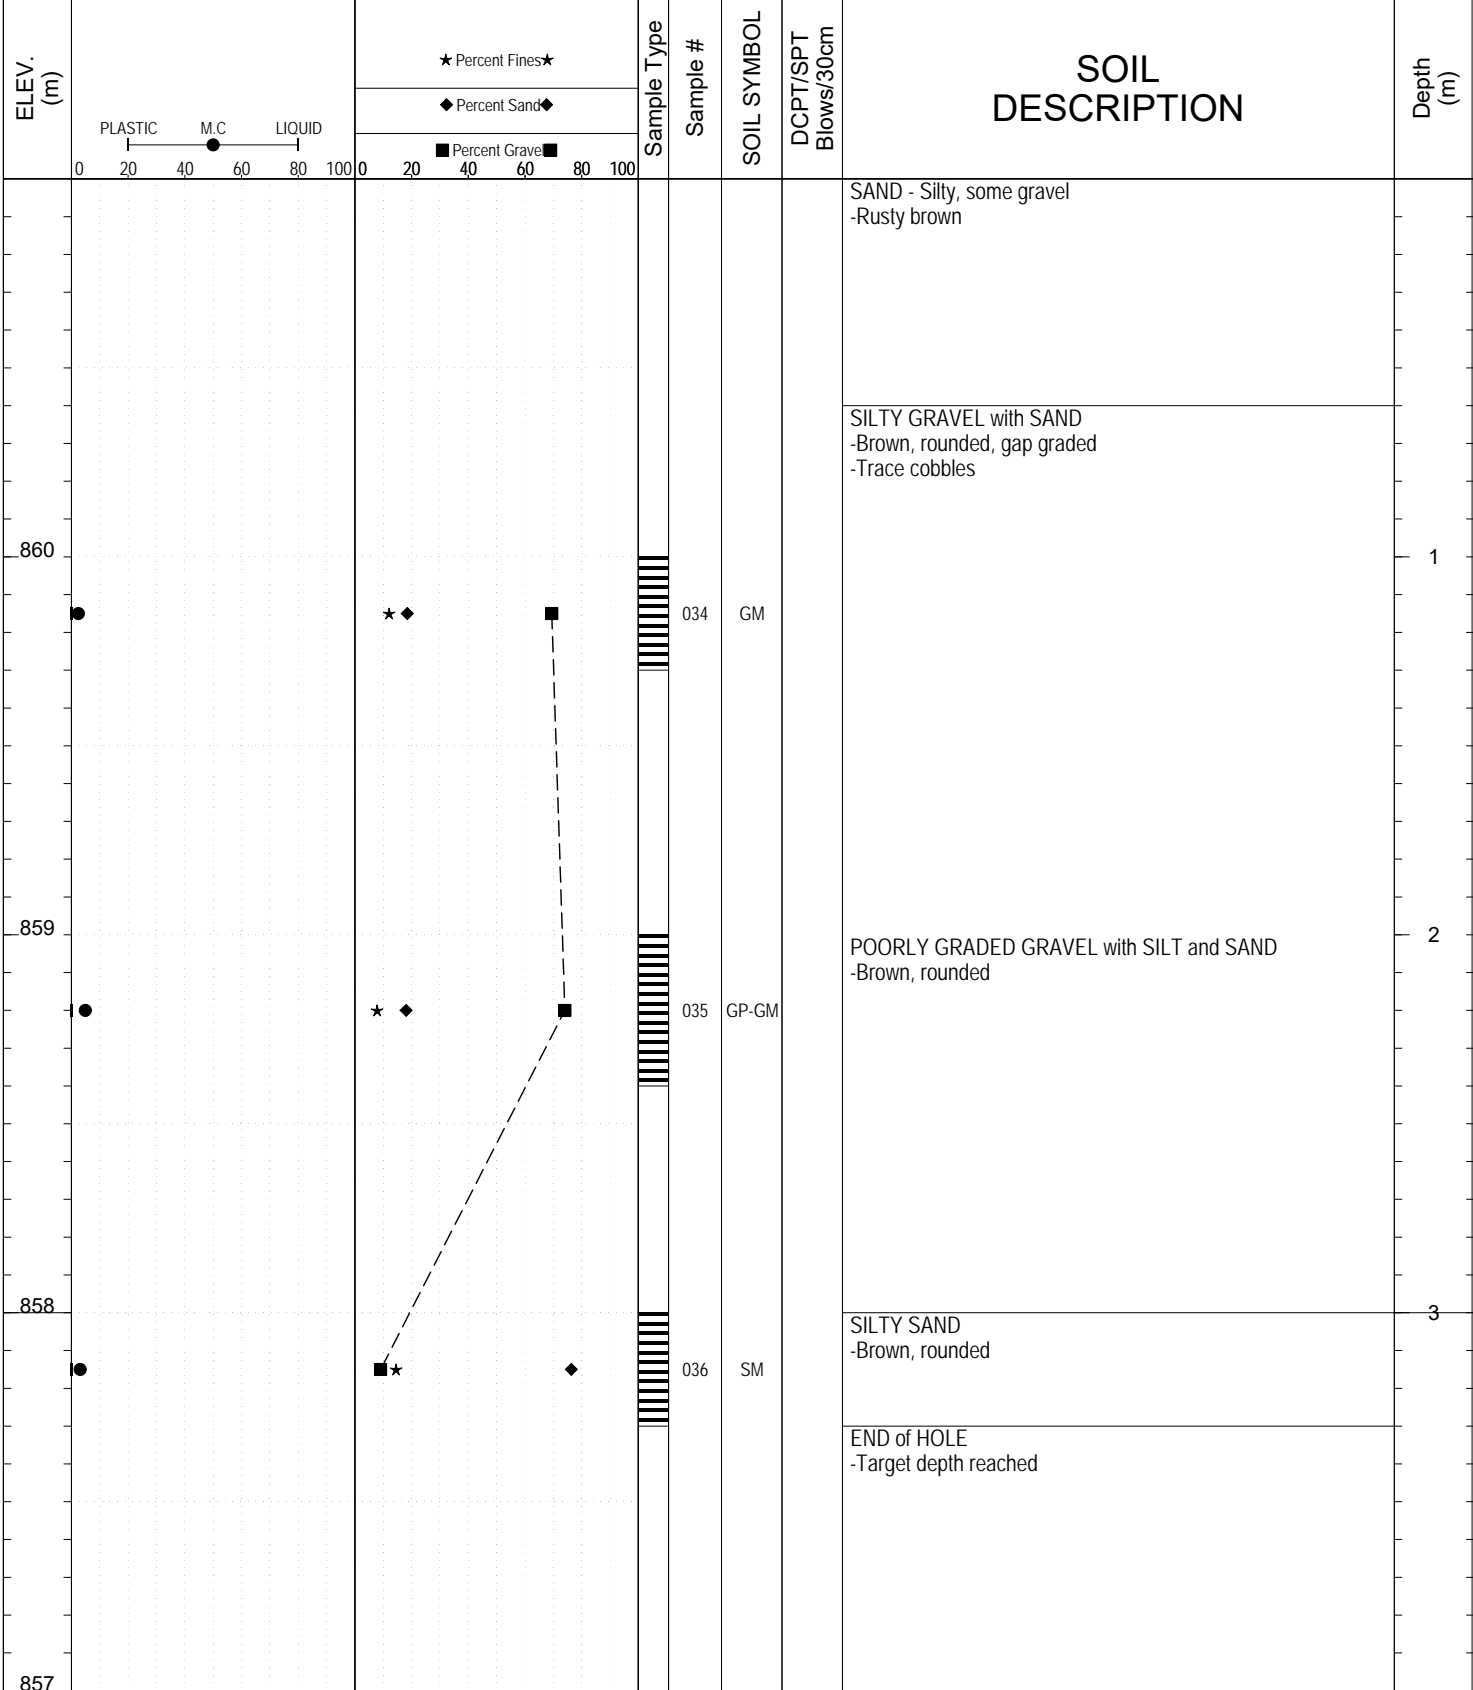 ELEV.
(m)
PLASTIC M.C LIQUID
0 20 40 60 80 100
★ Percent Fines ★
◆ Percent Sand ◆
■ Percent Gravel ■
0 20 40 60 80 100
Sample Type
Sample #
SOIL SYMBOL
DCPT/SPT
Blows/30cm
SOIL
DESCRIPTION
Depth
(m)
SAND - Silty, some gravel
-Rusty brown
SILTY GRAVEL with SAND
-Brown, rounded, gap graded
-Trace cobbles
860 1
034 GM
859 2
POORLY GRADED GRAVEL with SILT and SAND
-Brown, rounded
035 GP-GM
858 3
SILTY SAND
-Brown, rounded
036 SM
END of HOLE
-Target depth reached
857